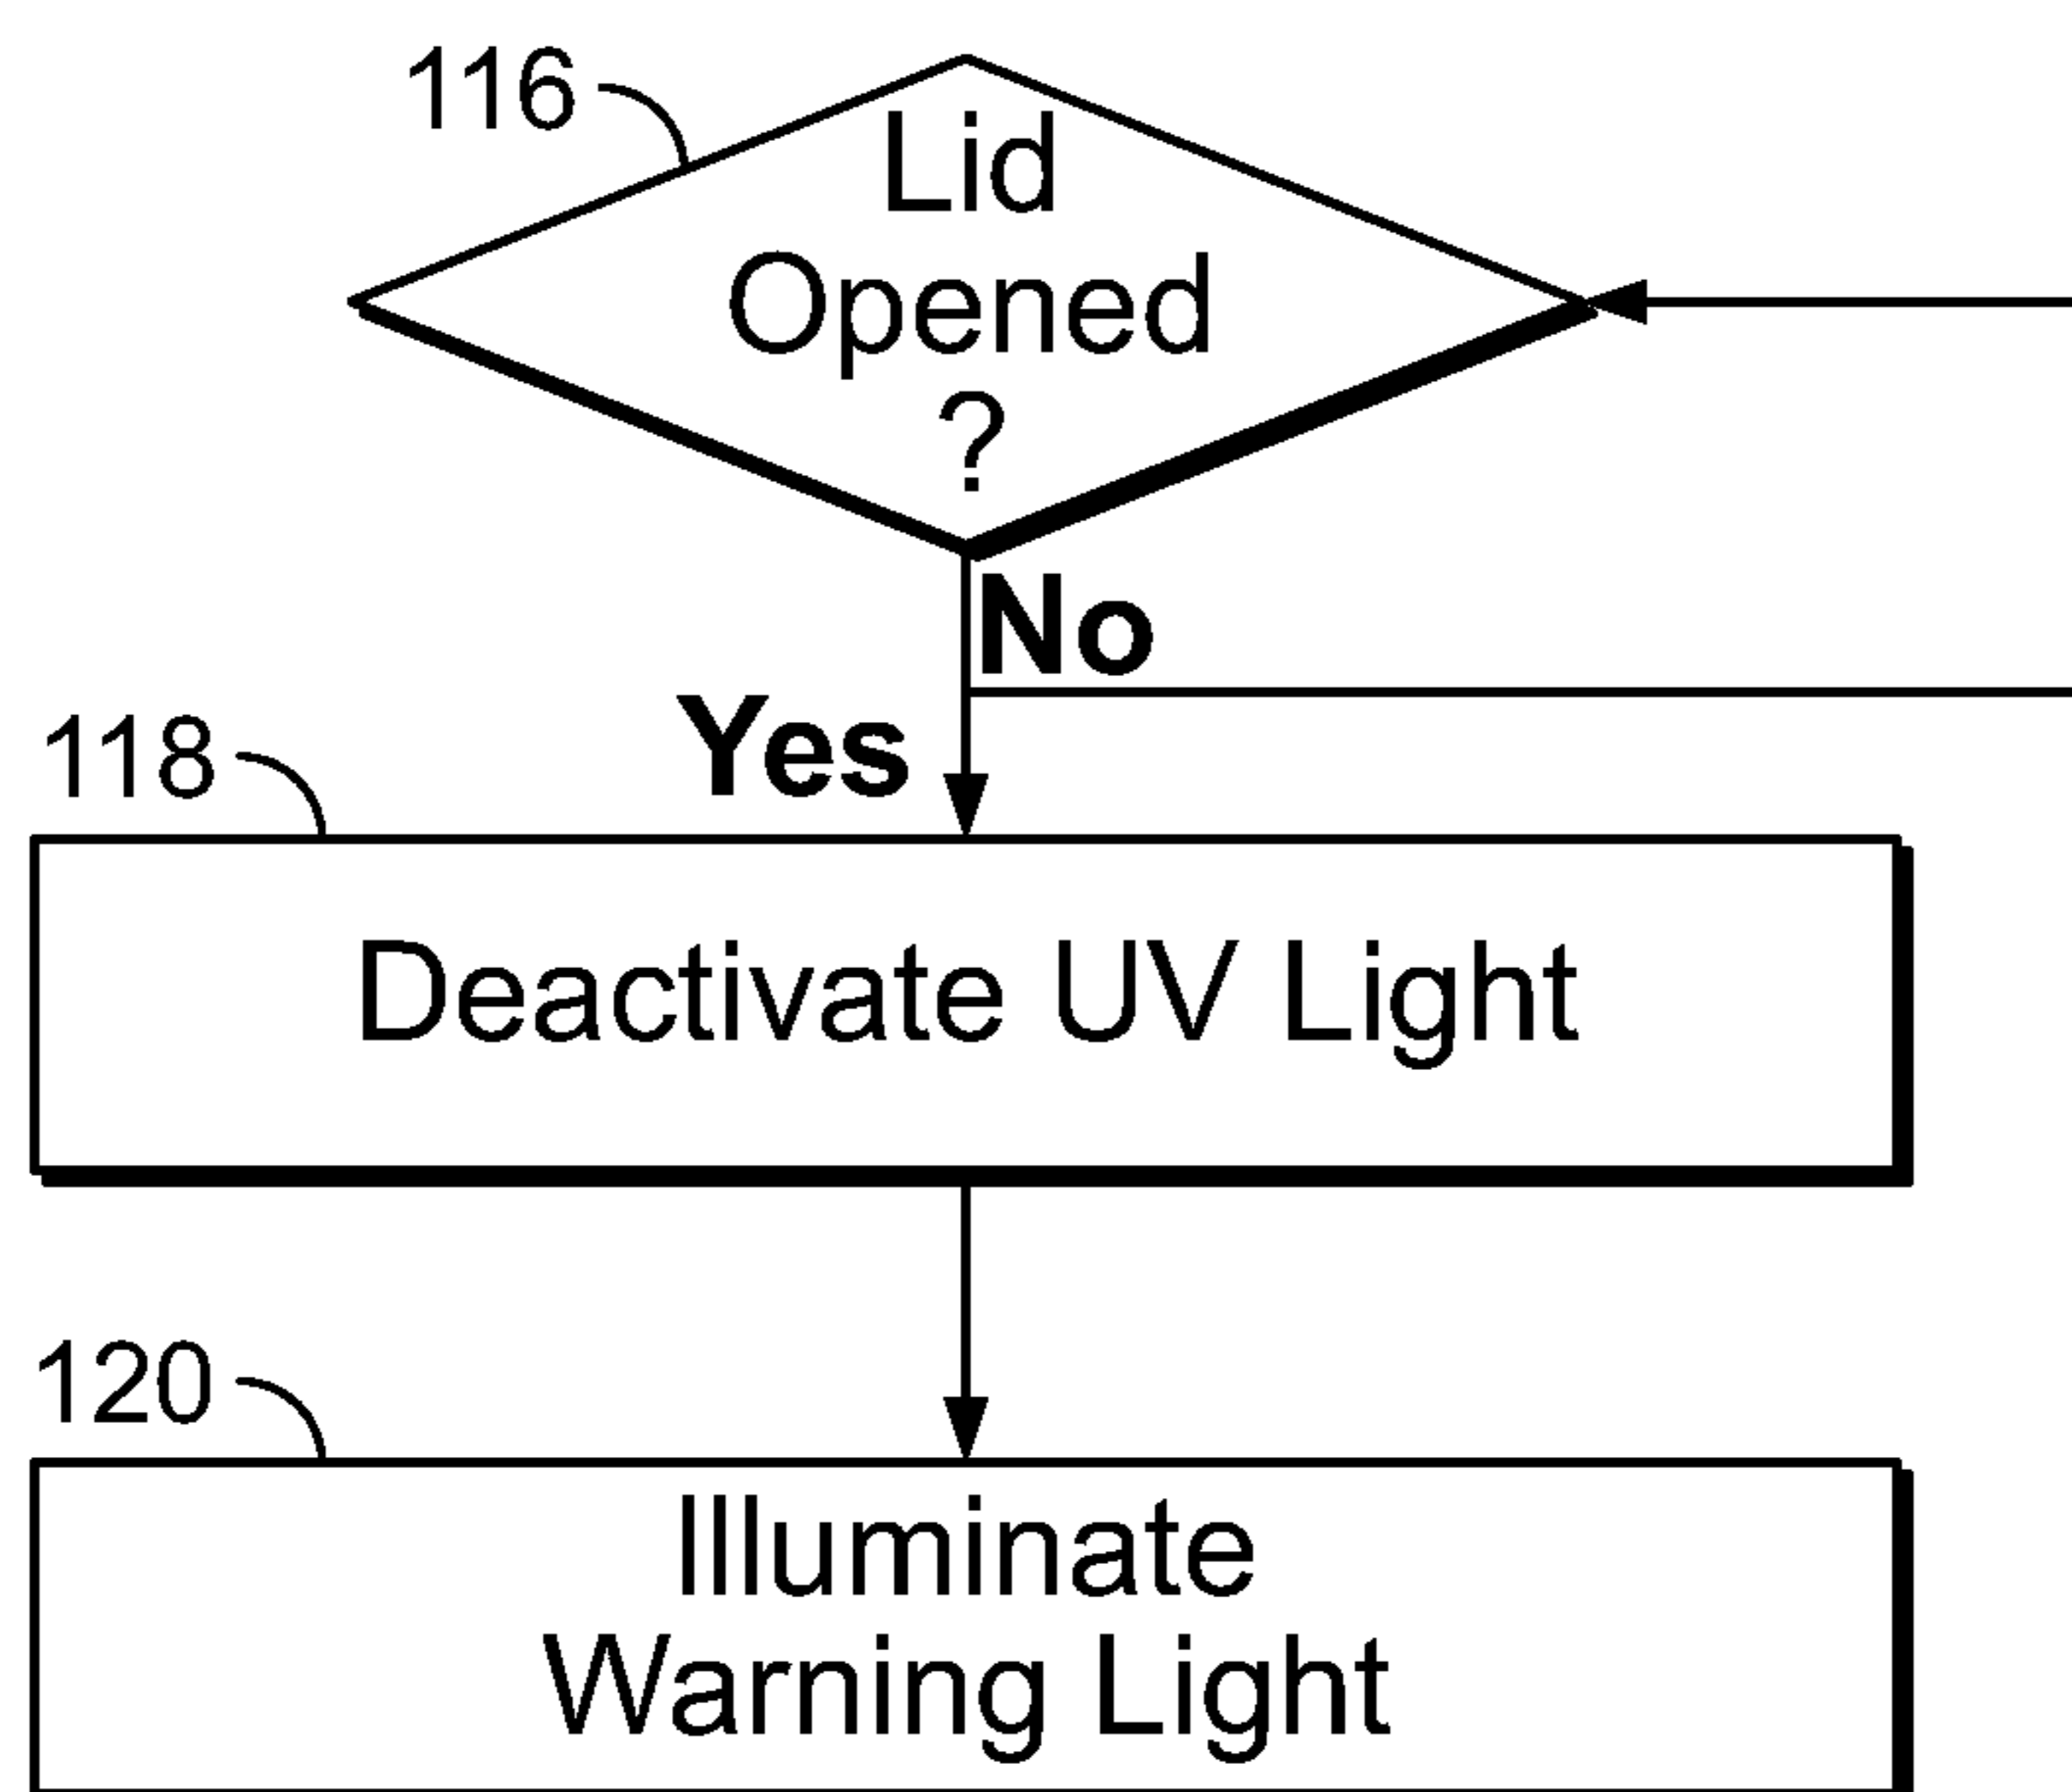 116
Lid
Opened
?
No
Yes
118
Deactivate UV Light
120
Illuminate
Warning Light